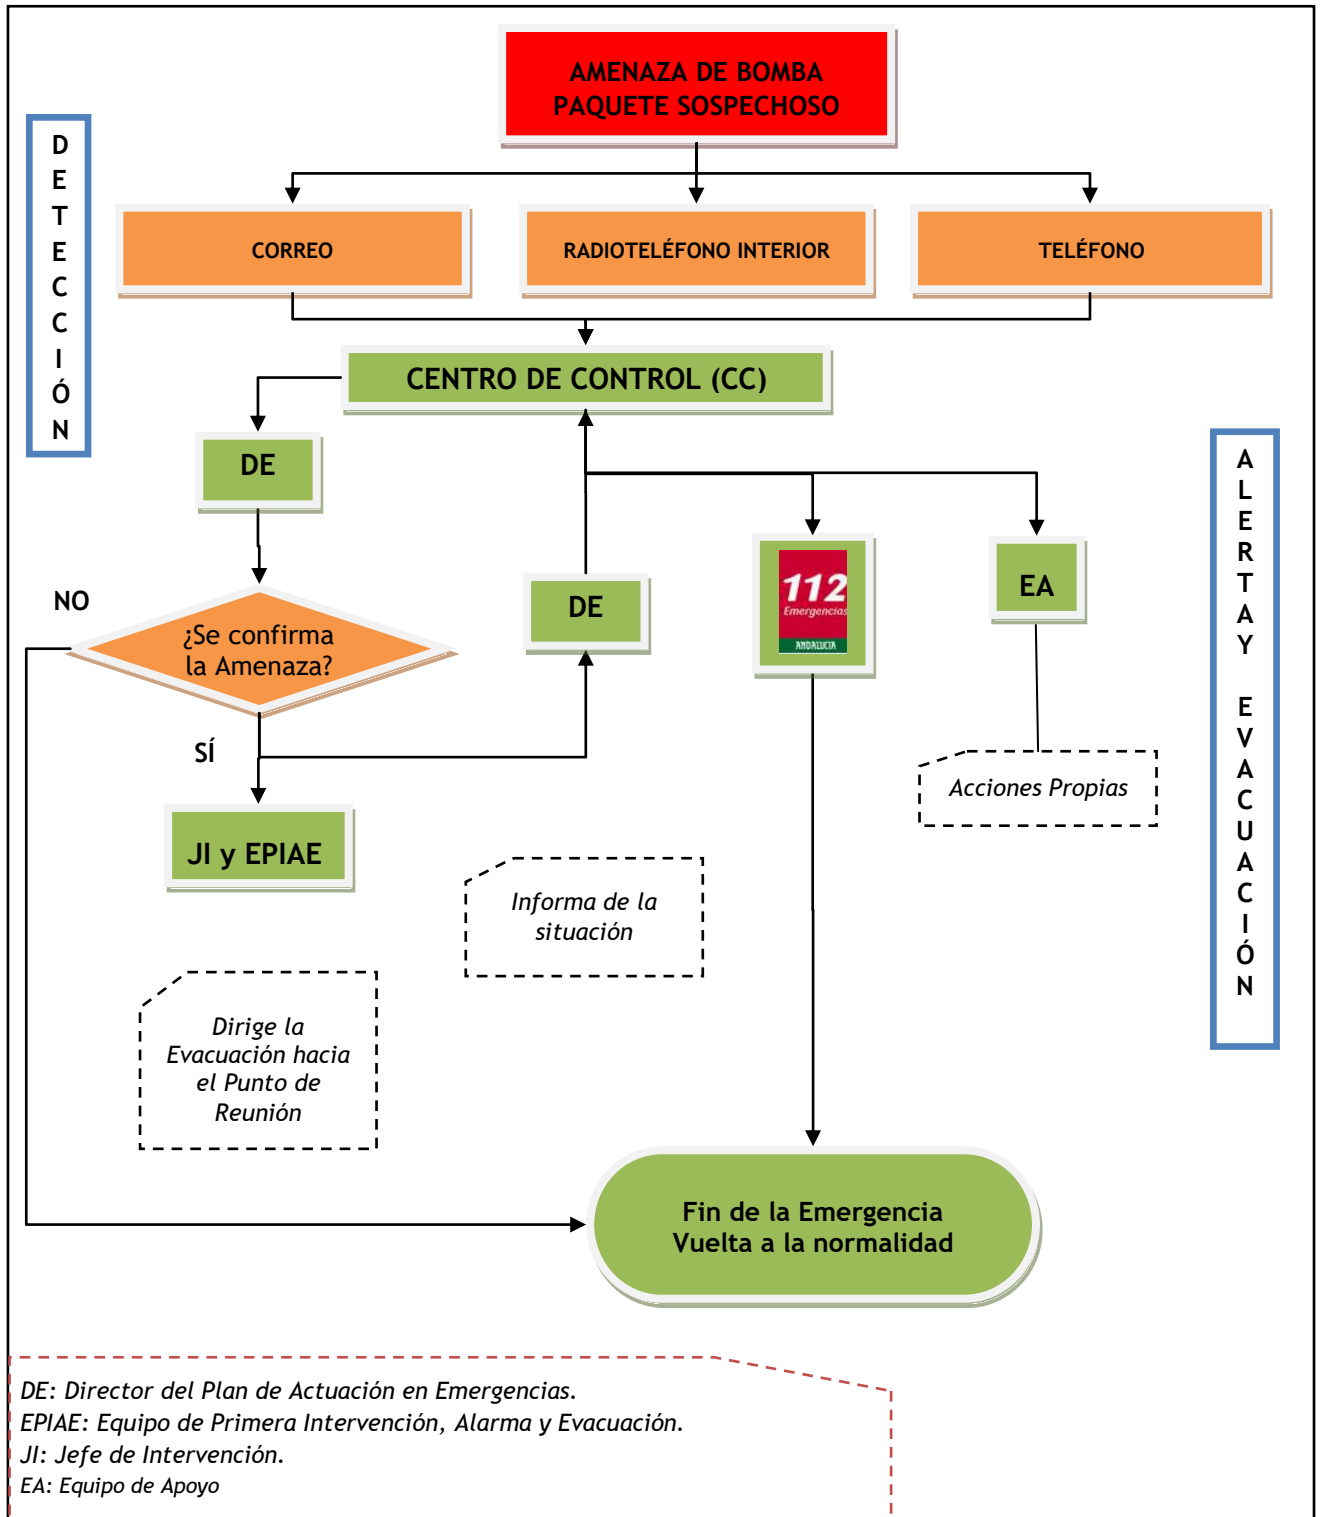 AMENAZA DE BOMBA
PAQUETE SOSPECHOSO
DETECCIÓN
CORREO
RADIOTELÉFONO INTERIOR
TELÉFONO
CENTRO DE CONTROL (CC)
DE
ALERTAY EVACUACIÓN
112
Emergencias
ANDALUCIA
EA
DE
NO
¿Se confirma
la Amenaza?
SÍ
Acciones Propias
JI y EPIAE
Informa de la
situación
Dirige la
Evacuación hacia
el Punto de
Reunión
Fin de la Emergencia
Vuelta a la normalidad
DE: Director del Plan de Actuación en Emergencias.
EPIAE: Equipo de Primera Intervención, Alarma y Evacuación.
JI: Jefe de Intervención.
EA: Equipo de Apoyo